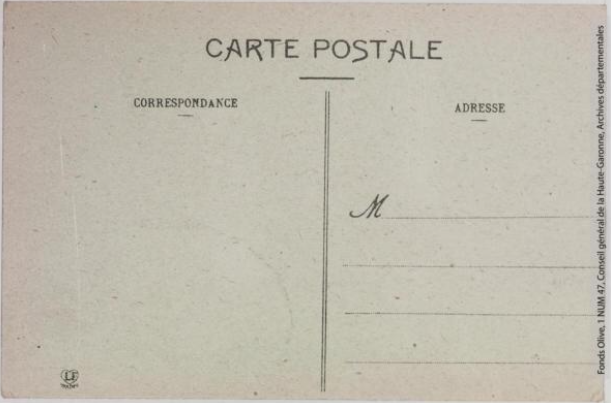 CARTE POSTALE
CORRESPONDANCE
ADRESSE
M
Fonds Olive, 1 NUM 47, Conseil général de la Haute-Garonne, Archives départementales